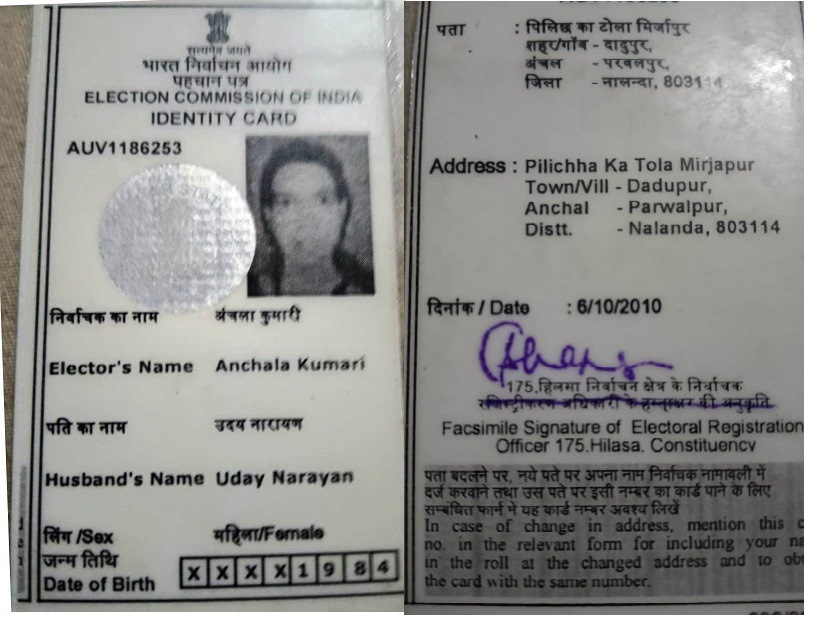 सत्यमेव जयते
भारत निर्वाचन आयोग
पहचान पत्र
ELECTION COMMISSION OF INDIA
IDENTITY CARD
AUV1186253
निर्वाचक का नाम अंचला कुमारी
Elector's Name Anchala Kumari
पति का नाम उदय नारायण
Husband's Name Uday Narayan
लिंग /Sex महिला/Female
जन्म तिथि
Date of Birth X X X X 1 9 8 4
पता : पिलिछ का टोला मिर्जापुर
शहर/गाँव - दादुपुर,
अंचल - परवलपुर,
जिला - नालन्दा, 803114
Address : Pilichha Ka Tola Mirjapur
Town/Vill - Dadupur,
Anchal - Parwalpur,
Distt. - Nalanda, 803114
दिनांक / Date : 6/10/2010
175,हिलसा निर्वाचन क्षेत्र के निर्वाचक
रजिस्ट्रीकरण अधिकारी के हस्ताक्षर की अनुकृति
Facsimile Signature of Electoral Registration
Officer 175.Hilasa. Constituency
पता बदलने पर, नये पते पर अपना नाम निर्वाचक नामावली में
दर्ज करवाने तथा उस पते पर इसी नम्बर का कार्ड पाने के लिए
सम्बंधित फार्म में यह कार्ड नम्बर अवश्य लिखें
In case of change in address, mention this c
no. in the relevant form for including your na
in the roll at the changed address and to ob
the card with the same number.